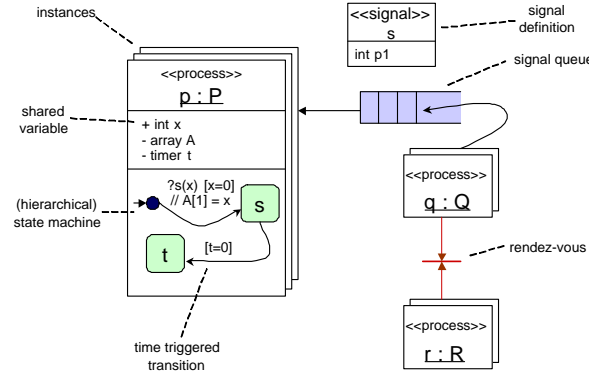 instances
<<signal>>
s
int p1
signal
definition
signal queue
<<process>>
p : P
shared
variable
+ int x
- array A
- timer t
?s(x) [x=0]
// A[1] = x
s
(hierarchical)
state machine
t
[t=0]
time triggered
transition
<<process>>
q : Q
rendez-vous
<<process>>
r : R